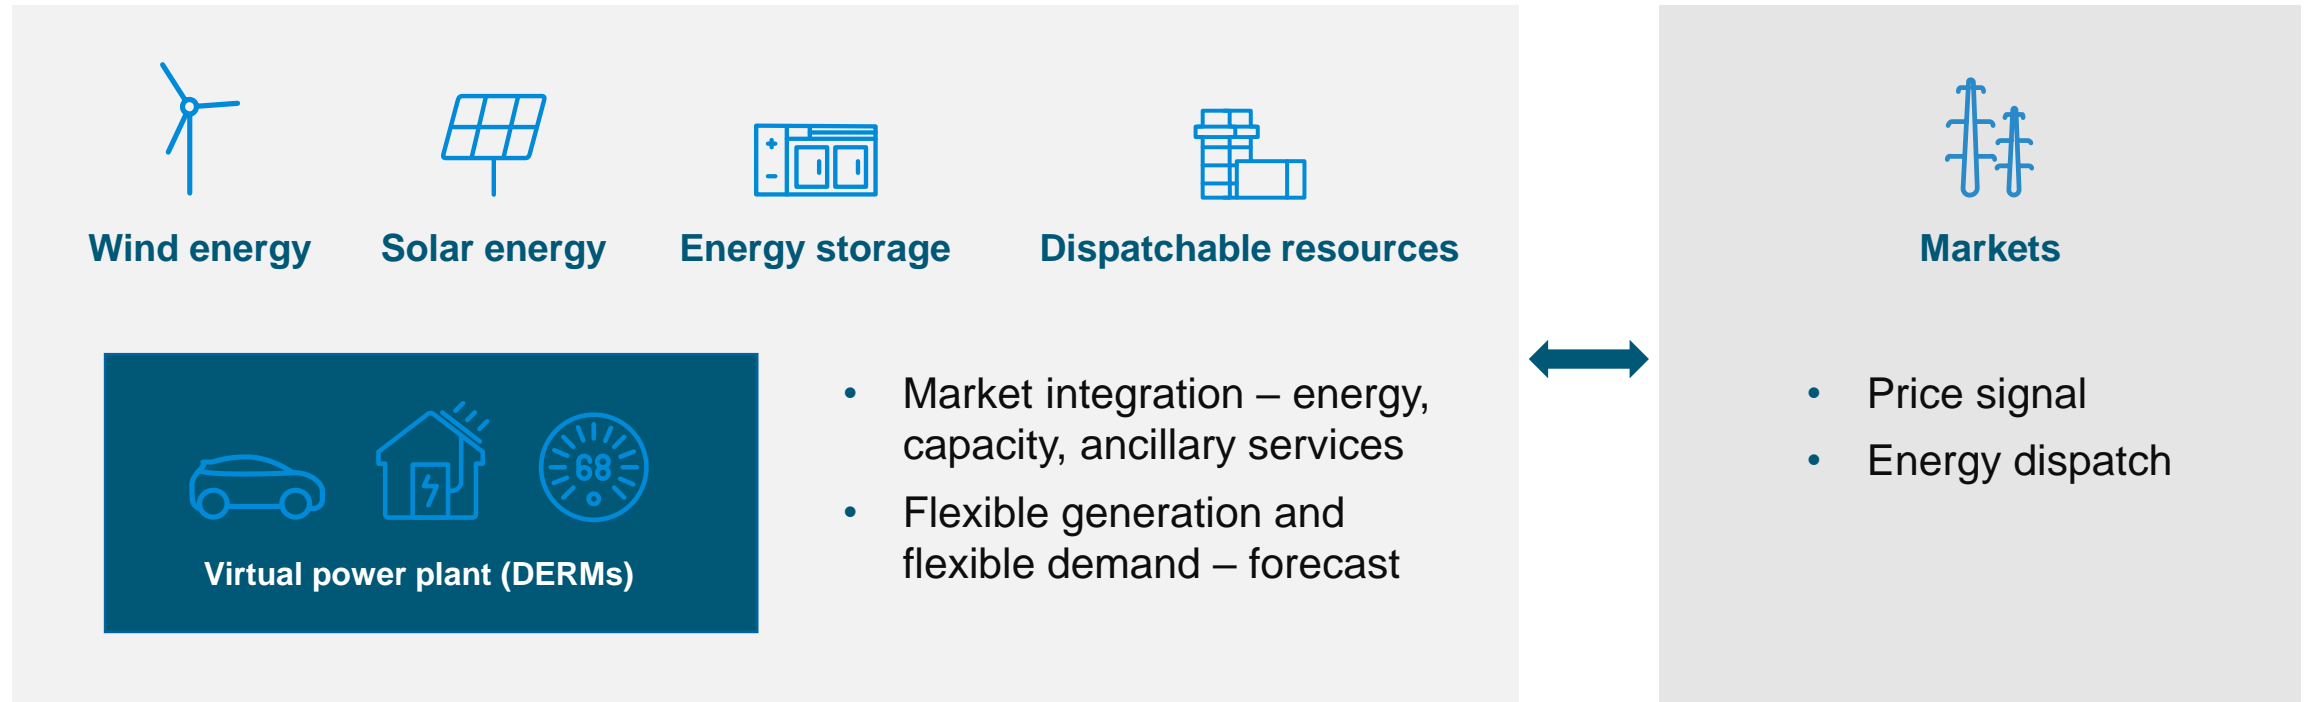 Wind energy
Solar energy
Energy storage
Dispatchable resources
Markets
68
Virtual power plant (DERMs)
• Market integration – energy,
capacity, ancillary services
• Flexible generation and
flexible demand – forecast
• Price signal
• Energy dispatch